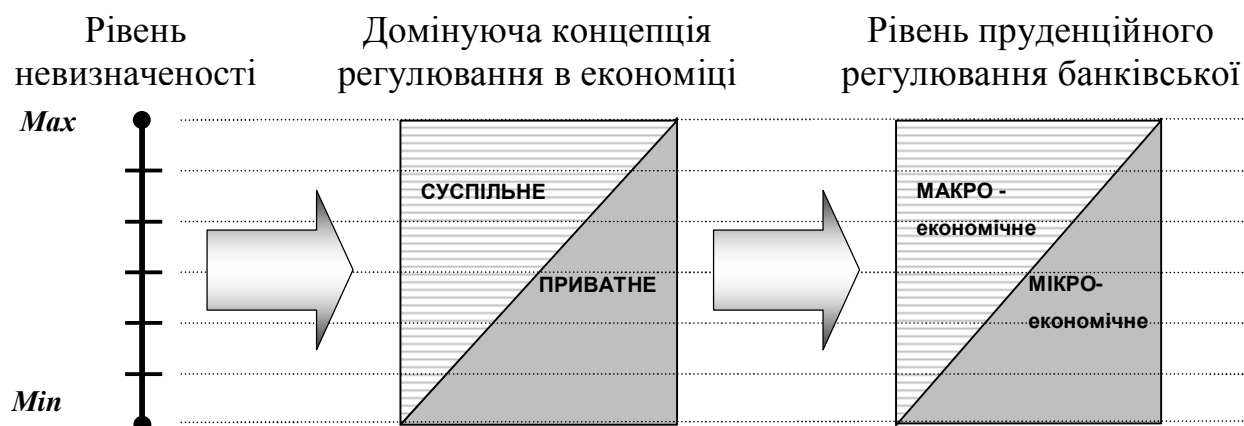 Рівень
невизначеності
Домінуюча концепція
регулювання в економіці
Рівень пруденційного
регулювання банківської
Max
Min
СУСПІЛЬНЕ
ПРИВАТНЕ
МАКРО -
економічне
МІКРО-
економічне